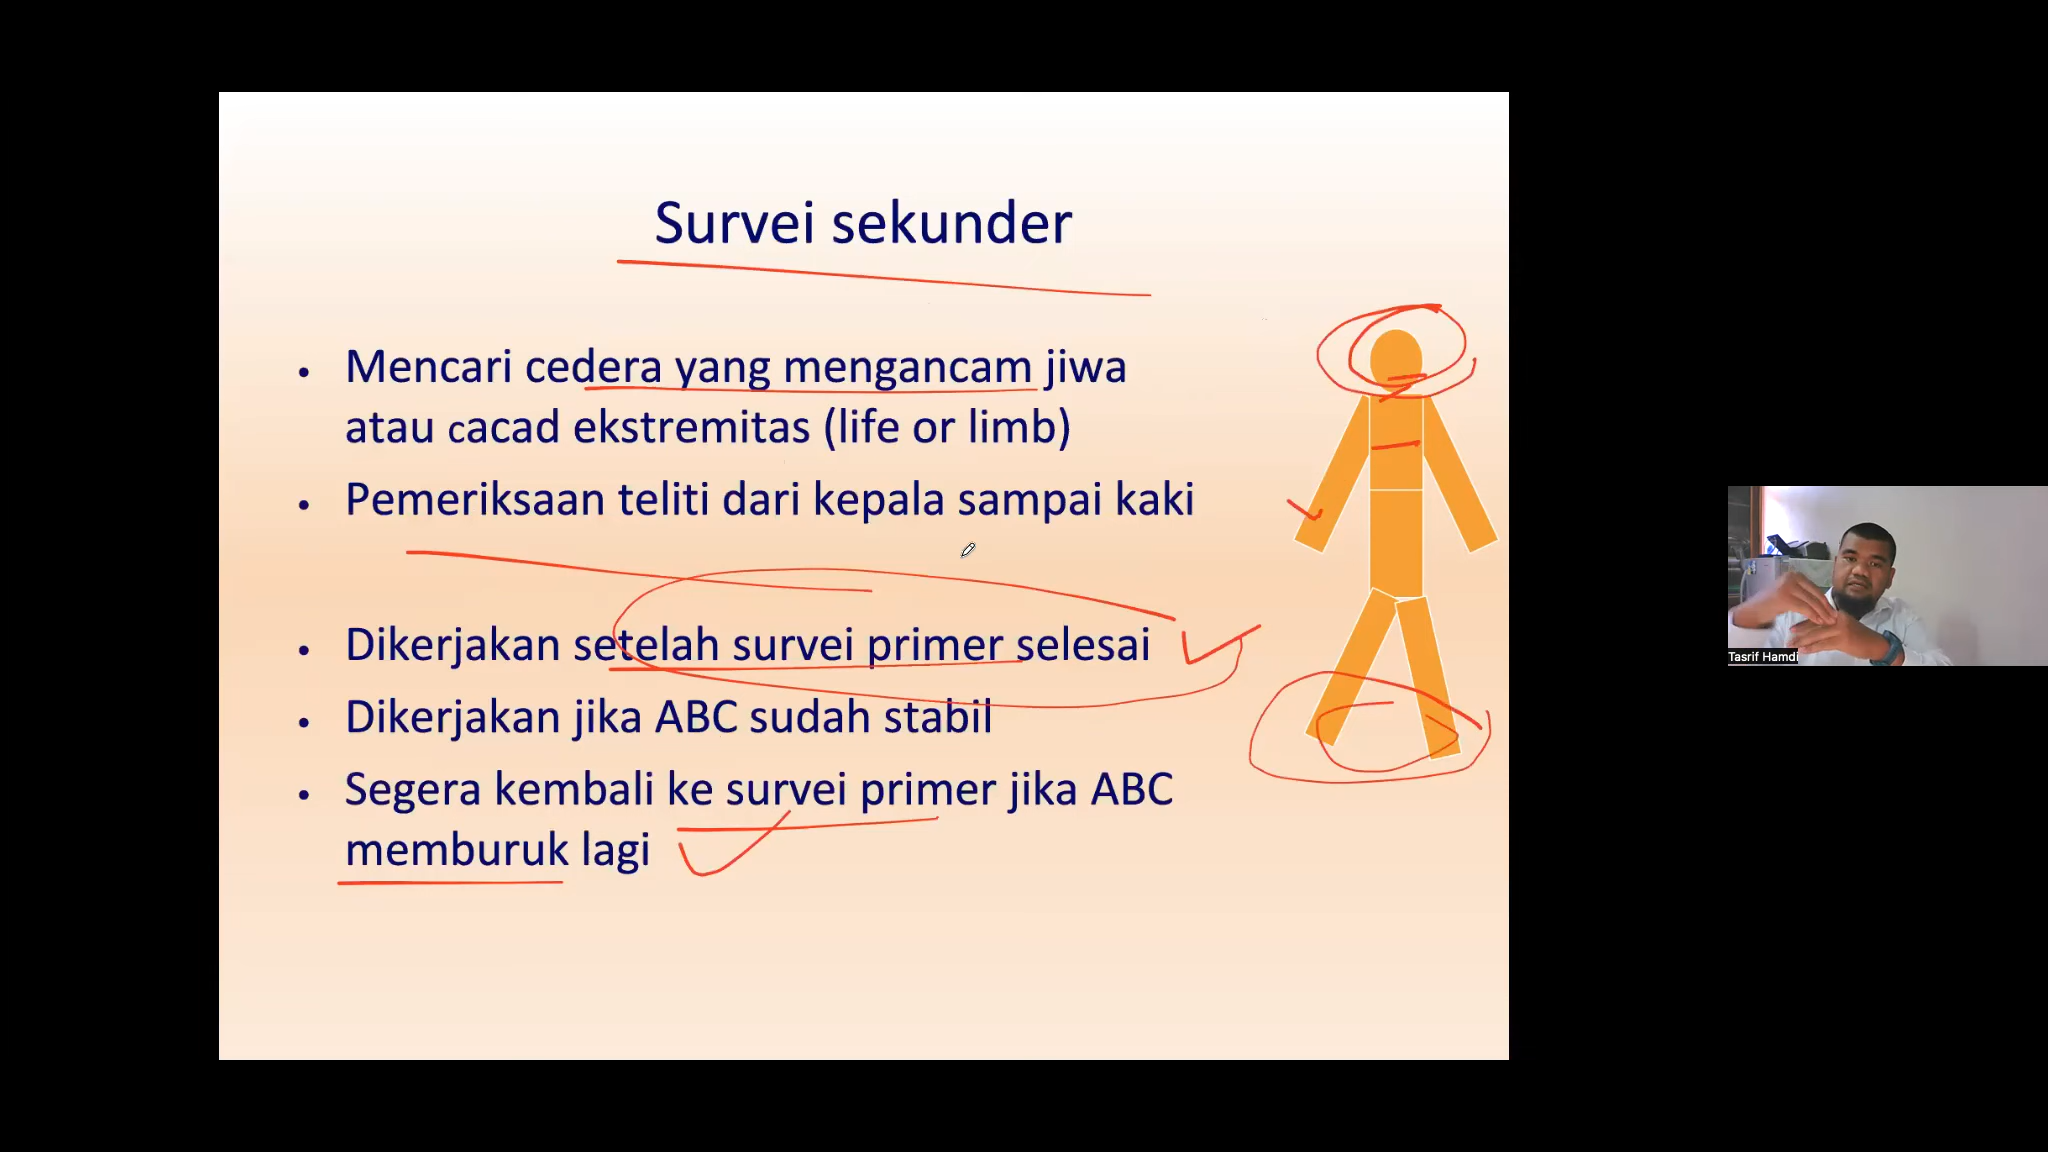 Survei sekunder
• Mencari cedera yang mengancam jiwa
atau cacad ekstremitas (life or limb)
• Pemeriksaan teliti dari kepala sampai kaki
• Dikerjakan setelah survei primer selesai
• Dikerjakan jika ABC sudah stabil
• Segera kembali ke survei primer jika ABC
memburuk lagi
Tasrif Hamdi